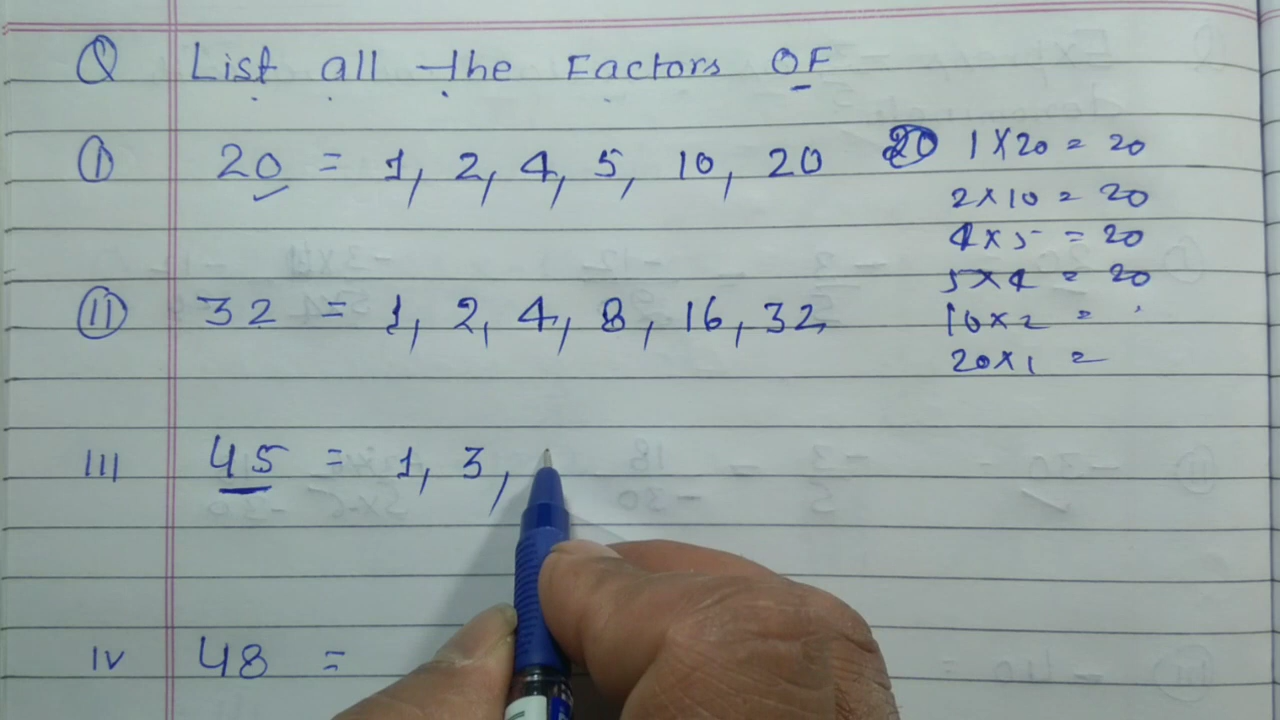 Q List all the Factors OF
(I) 20 = 1, 2, 4, 5, 10, 20
20 1 X 20 = 20
2 X 10 = 20
4 X 5 = 20
5 X 4 = 20
10 X 2 =
20 X 1 =
(II) 32 = 1, 2, 4, 8, 16, 32
III 45 = 1, 3,
IV 48 =